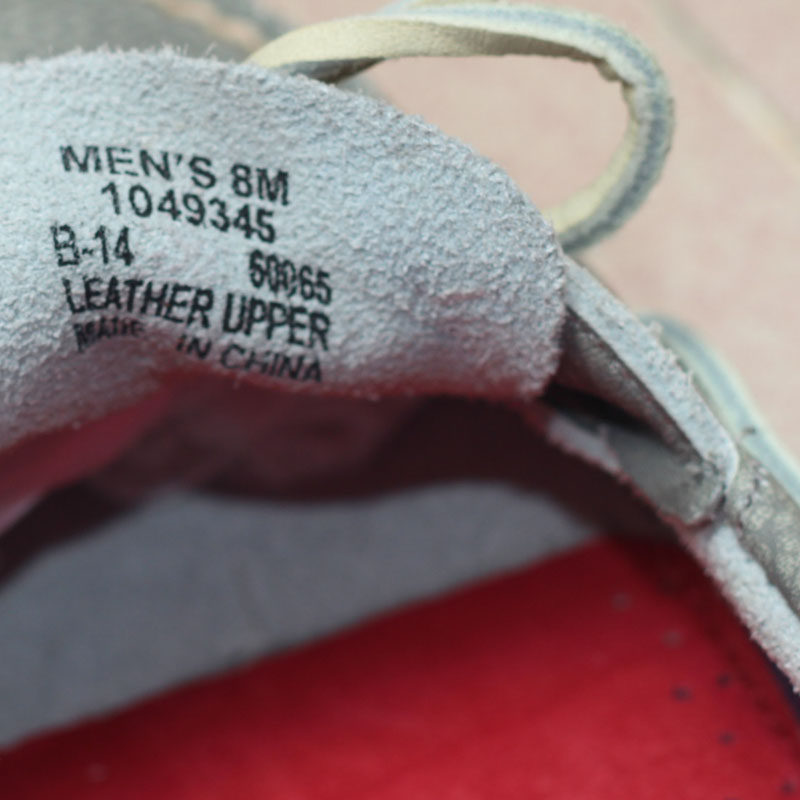 MEN'S 8M
1049345
B-14 60065
LEATHER UPPER
MADE IN CHINA